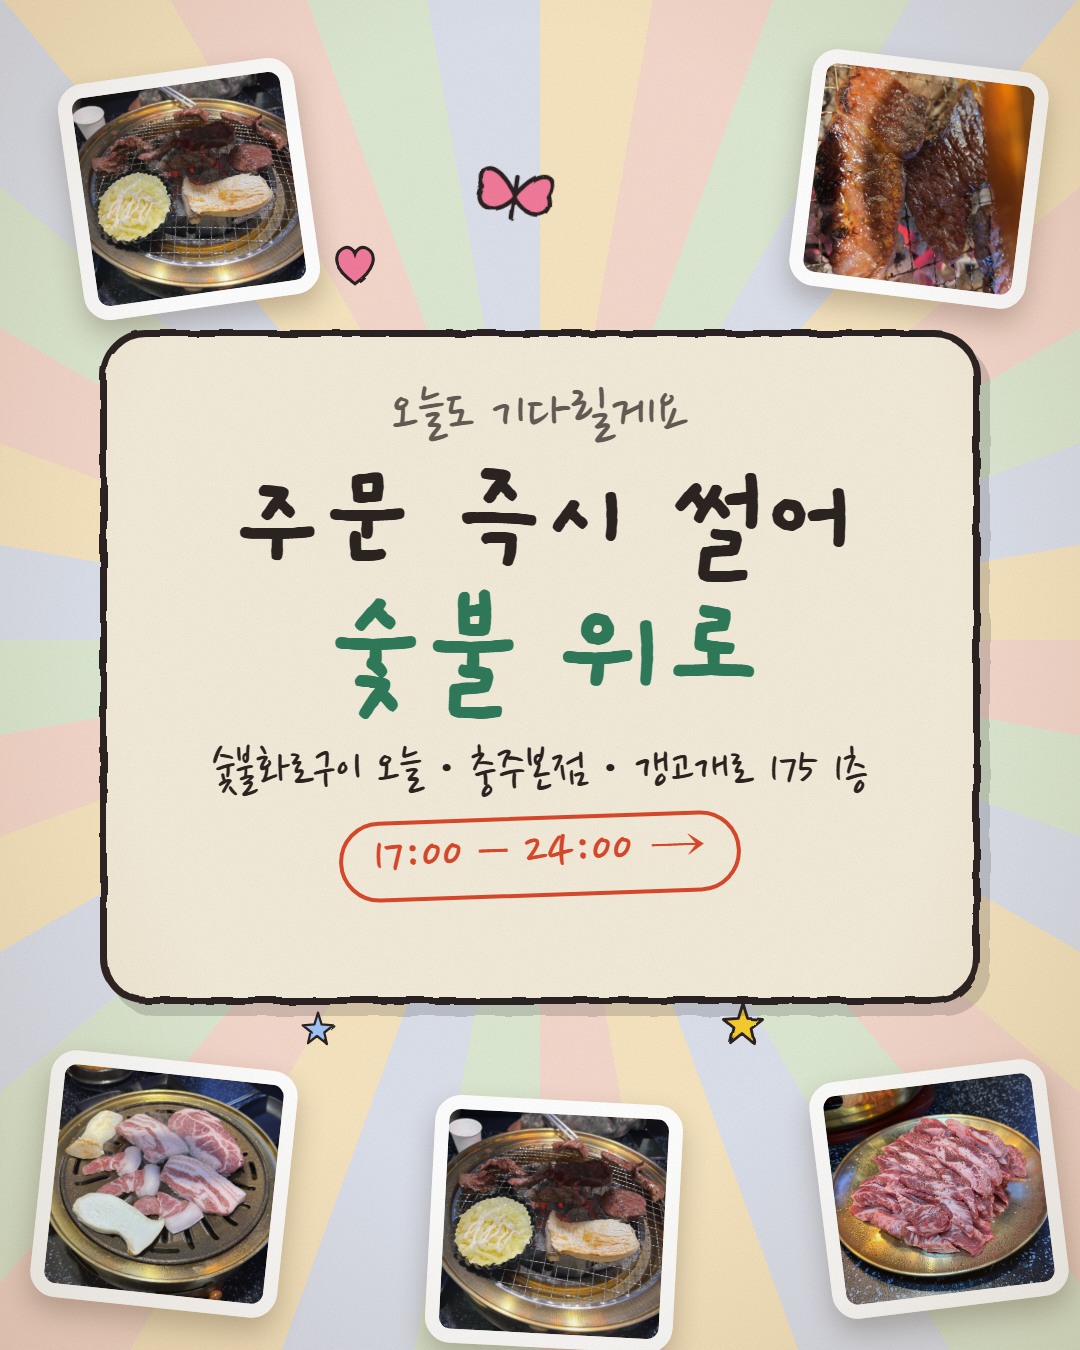 오늘도 기다릴게요
주문 즉시 썰어
숯불 위로
숯불화로구이 오늘 • 충주본점 • 갱고개로 175 1층
17:00 — 24:00 →